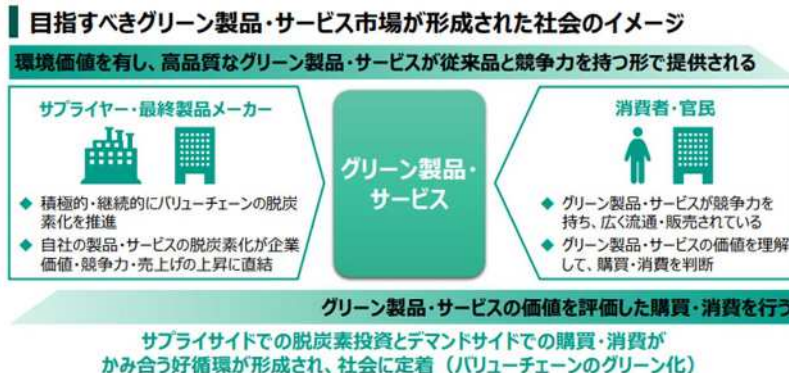 目指すべきグリーン製品・サービス市場が形成された社会のイメージ
環境価値を有し、高品質なグリーン製品・サービスが従来品と競争力を持つ形で提供される
サプライヤー・最終製品メーカー
◆ 積極的・継続的にバリューチェーンの脱炭
素化を推進
◆ 自社の製品・サービスの脱炭素化が企業
価値・競争力・売上げの上昇に直結
グリーン製品・
サービス
消費者・官民
◆ グリーン製品・サービスが競争力を
持ち、広く流通・販売されている
◆ グリーン製品・サービスの価値を理解
して、購買・消費を判断
グリーン製品・サービスの価値を評価した購買・消費を行う
サプライサイドでの脱炭素投資とデマンドサイドでの購買・消費が
かみ合う好循環が形成され、社会に定着（バリューチェーンのグリーン化）